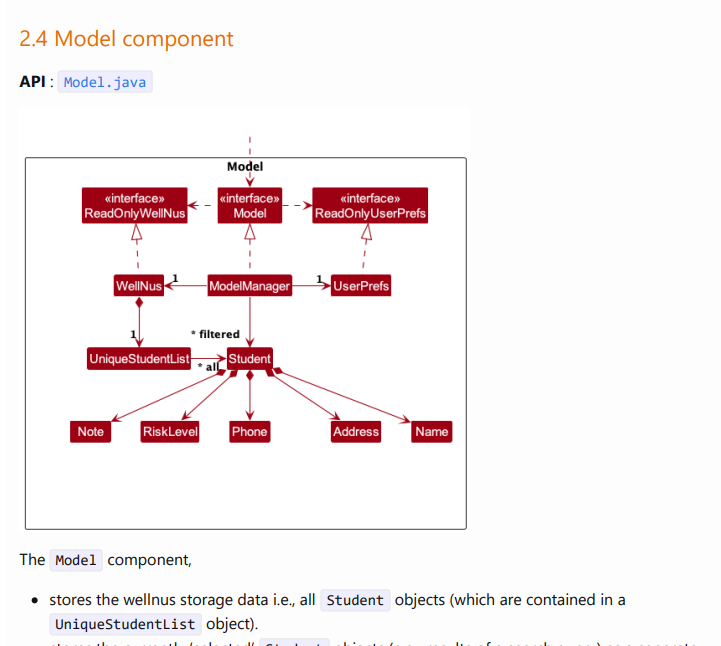 2.4 Model component
API : Model.java
Model
«interface» ReadOnlyWellNus
«interface» Model
«interface» ReadOnlyUserPrefs
WellNus 1 ModelManager 1 UserPrefs
1 * filtered
UniqueStudentList * all Student
Note RiskLevel Phone Address Name
The Model component,
• stores the wellnus storage data i.e., all Student objects (which are contained in a
UniqueStudentList object).